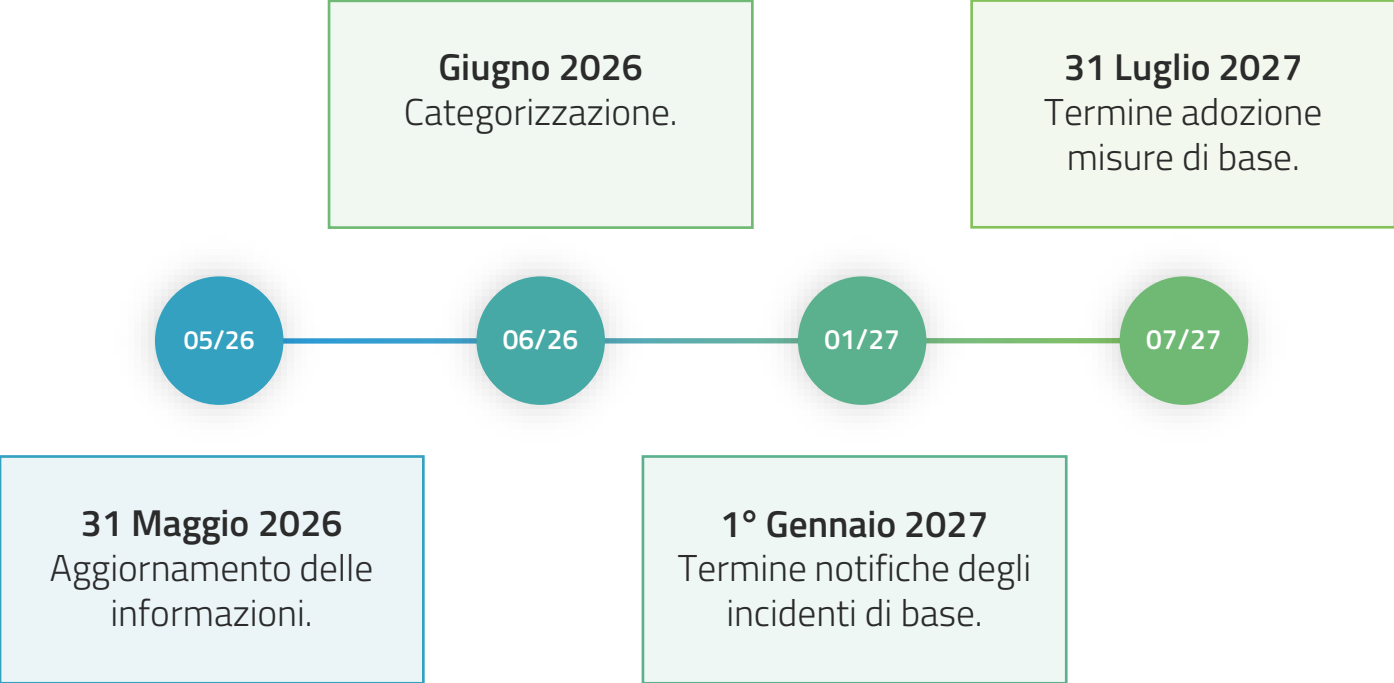 Giugno 2026
Categorizzazione.
31 Luglio 2027
Termine adozione
misure di base.
05/26
06/26
01/27
07/27
31 Maggio 2026
Aggiornamento delle
informazioni.
1° Gennaio 2027
Termine notifiche degli
incidenti di base.